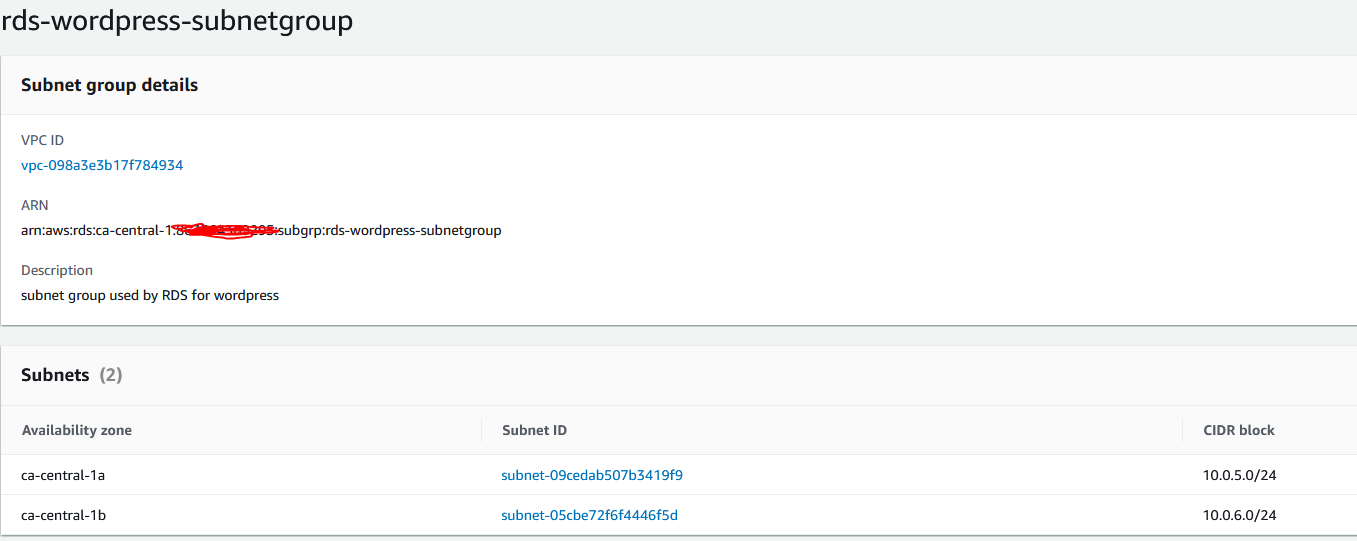 rds-wordpress-subnetgroup
Subnet group details
VPC ID
vpc-098a3e3b17f784934
ARN
arn:aws:rds:ca-central-1: :subgrp:rds-wordpress-subnetgroup
Description
subnet group used by RDS for wordpress
Subnets (2)
Availability zone Subnet ID CIDR block
ca-central-1a subnet-09cedab507b3419f9 10.0.5.0/24
ca-central-1b subnet-05cbe72f6f4446f5d 10.0.6.0/24